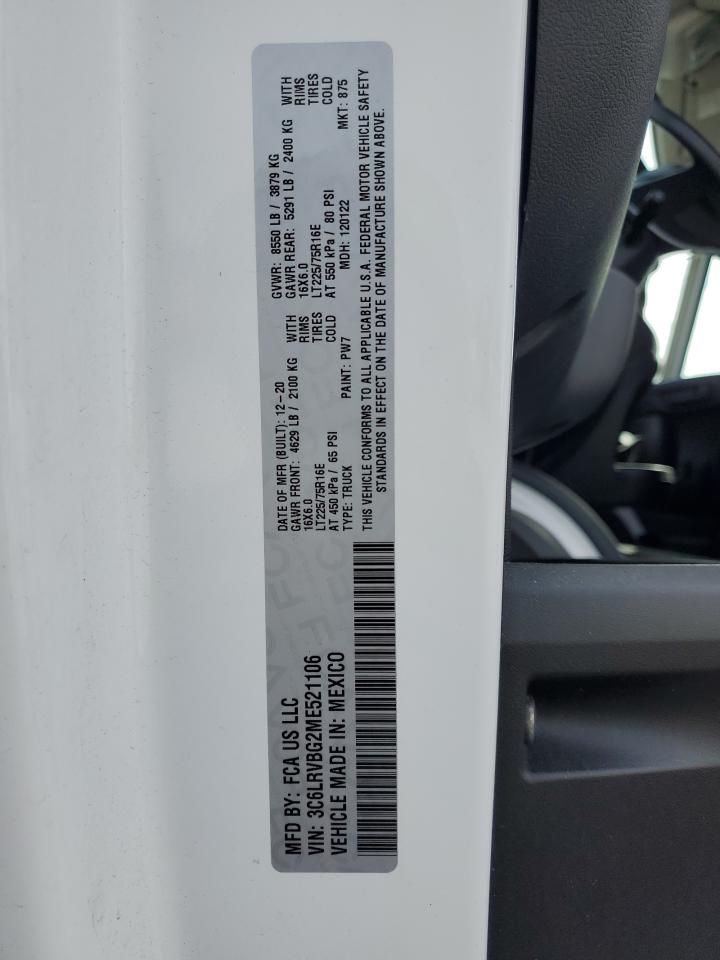 MFD BY: FCA US LLC
VIN: 3C6LRVBG2ME521106
VEHICLE MADE IN: MEXICO
DATE OF MFR (BUILT): 12-20 GVWR: 8550 LB / 3879 KG
GAWR FRONT: 4629 LB / 2100 KG WITH GAWR REAR: 5291 LB / 2400 KG WITH
16X6.0 RIMS 16X6.0 RIMS
LT225/75R16E TIRES LT225/75R16E TIRES
AT 450 kPa / 65 PSI COLD AT 550 kPa / 80 PSI COLD
TYPE: TRUCK PAINT: PW7 MDH: 120122 MKT: 875
THIS VEHICLE CONFORMS TO ALL APPLICABLE U.S.A. FEDERAL MOTOR VEHICLE SAFETY
STANDARDS IN EFFECT ON THE DATE OF MANUFACTURE SHOWN ABOVE.